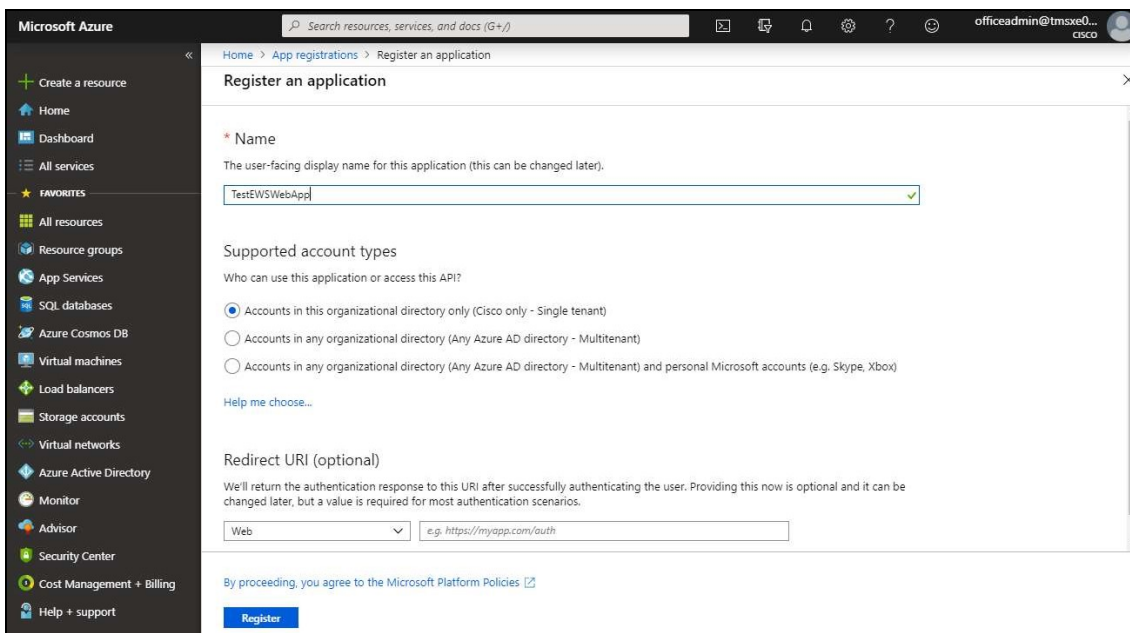 Microsoft Azure
Search resources, services, and docs (G+/)
officeadmin@tmsxe0...
CISCO
Home > App registrations > Register an application
Register an application
Create a resource
Home
Dashboard
All services
FAVORITES
All resources
Resource groups
App Services
SQL databases
Azure Cosmos DB
Virtual machines
Load balancers
Storage accounts
Virtual networks
Azure Active Directory
Monitor
Advisor
Security Center
Cost Management + Billing
Help + support
* Name
The user-facing display name for this application (this can be changed later).
TestEWSWebApp
Supported account types
Who can use this application or access this API?
Accounts in this organizational directory only (Cisco only - Single tenant)
Accounts in any organizational directory (Any Azure AD directory - Multitenant)
Accounts in any organizational directory (Any Azure AD directory - Multitenant) and personal Microsoft accounts (e.g. Skype, Xbox)
Help me choose...
Redirect URI (optional)
We'll return the authentication response to this URI after successfully authenticating the user. Providing this now is optional and it can be
changed later, but a value is required for most authentication scenarios.
Web
e.g. https://myapp.com/auth
By proceeding, you agree to the Microsoft Platform Policies
Register